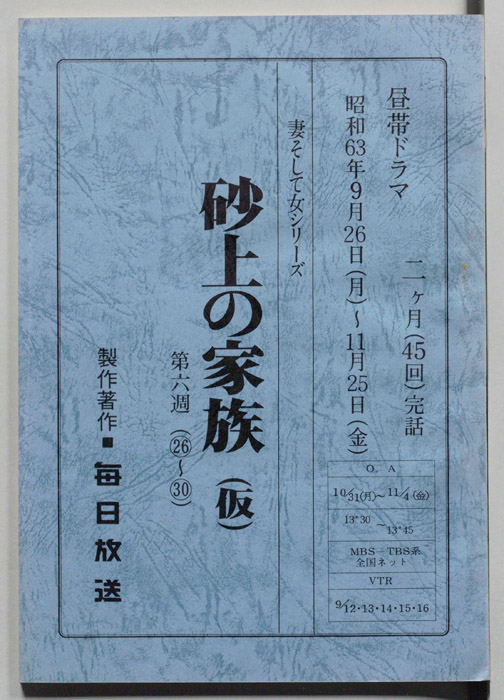 昼帯ドラマ 二ヶ月(45回)完話
昭和63年9月26日(月)〜11月25日(金)
妻そして女シリーズ
砂上の家族(仮)
第六週 (㉖〜㉚)
製作著作■毎日放送
O. A
10/31(月)〜11/4(金)
13°30〜13°45
MBS−TBS系
全国ネット
VTR
9/12・13・14・15・16